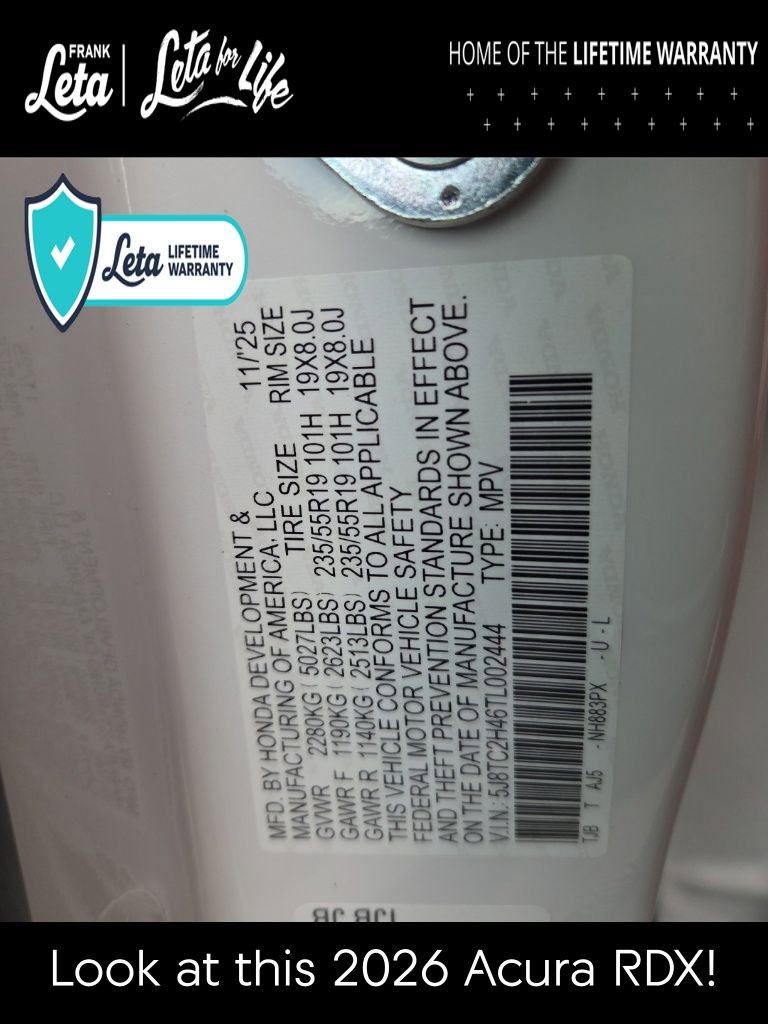 FRANK
Leta
Leta for Life
HOME OF THE LIFETIME WARRANTY
Leta LIFETIME
WARRANTY
MFD. BY HONDA DEVELOPMENT & 11/'25
MANUFACTURING OF AMERICA, LLC
TIRE SIZE RIM SIZE
GVWR 2280KG (5027LBS)
GAWR F 1190KG (2623LBS) 235/55R19 101H 19X8.0J
GAWR R 1140KG (2513LBS) 235/55R19 101H 19X8.0J
THIS VEHICLE CONFORMS TO ALL APPLICABLE
FEDERAL MOTOR VEHICLE SAFETY
AND THEFT PREVENTION STANDARDS IN EFFECT
ON THE DATE OF MANUFACTURE SHOWN ABOVE.
V.I.N.: 5J8TC2H46TL002444 TYPE: MPV
TJB T AJ5 -NH883PX -U-L
Look at this 2026 Acura RDX!